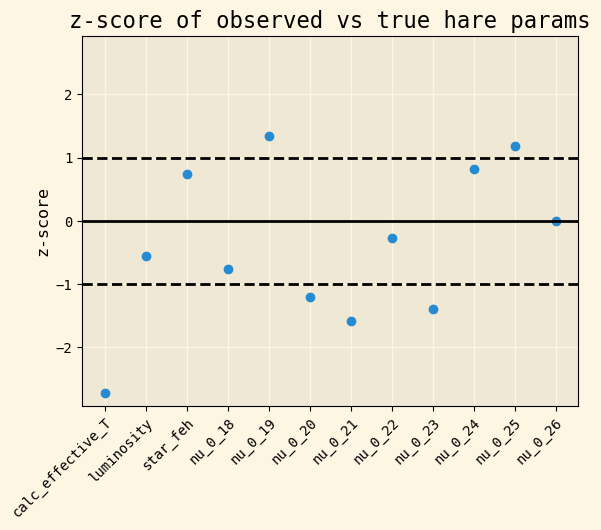 z-score of observed vs true hare params
z-score
2
1
0
−1
−2
calc_effective_T
luminosity
star_feh
nu_0_18
nu_0_19
nu_0_20
nu_0_21
nu_0_22
nu_0_23
nu_0_24
nu_0_25
nu_0_26